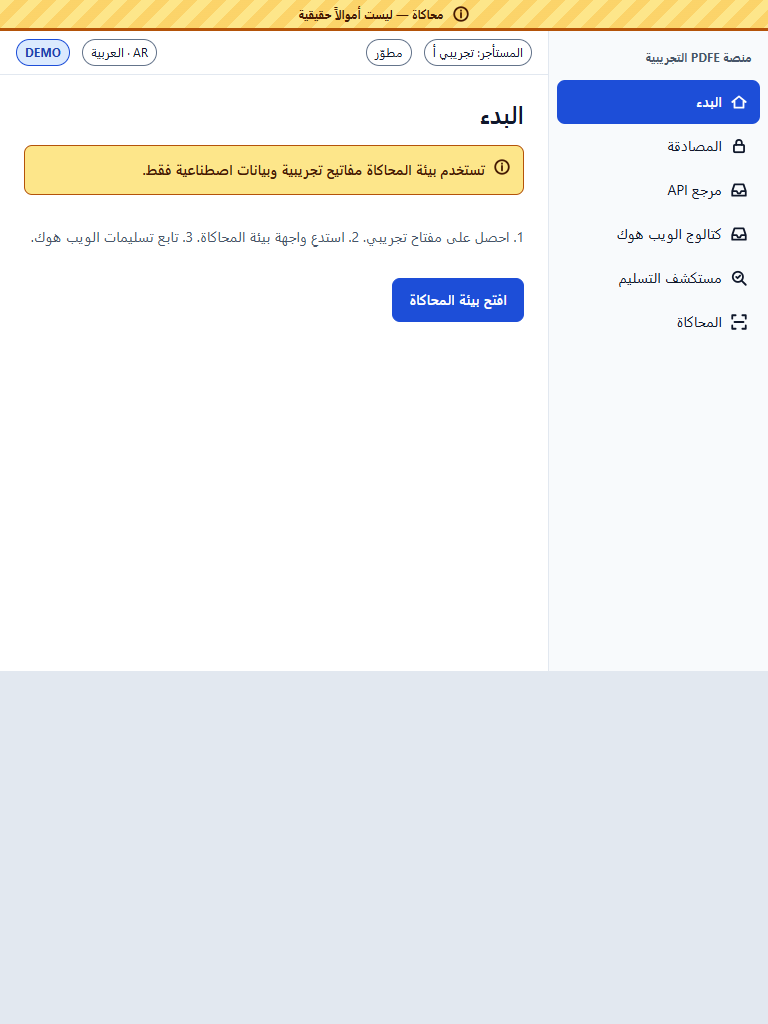 محاكاة — ليست أموالاً حقيقية
منصة PDFE التجريبية
البدء
المصادقة
مرجع API
كتالوج الويب هوك
مستكشف التسليم
المحاكاة
المستأجر: تجريبي أ
مطوّر
العربية · AR
DEMO
البدء
تستخدم بيئة المحاكاة مفاتيح تجريبية وبيانات اصطناعية فقط.
1. احصل على مفتاح تجريبي. 2. استدعِ واجهة بيئة المحاكاة. 3. تابع تسليمات الويب هوك.
افتح بيئة المحاكاة